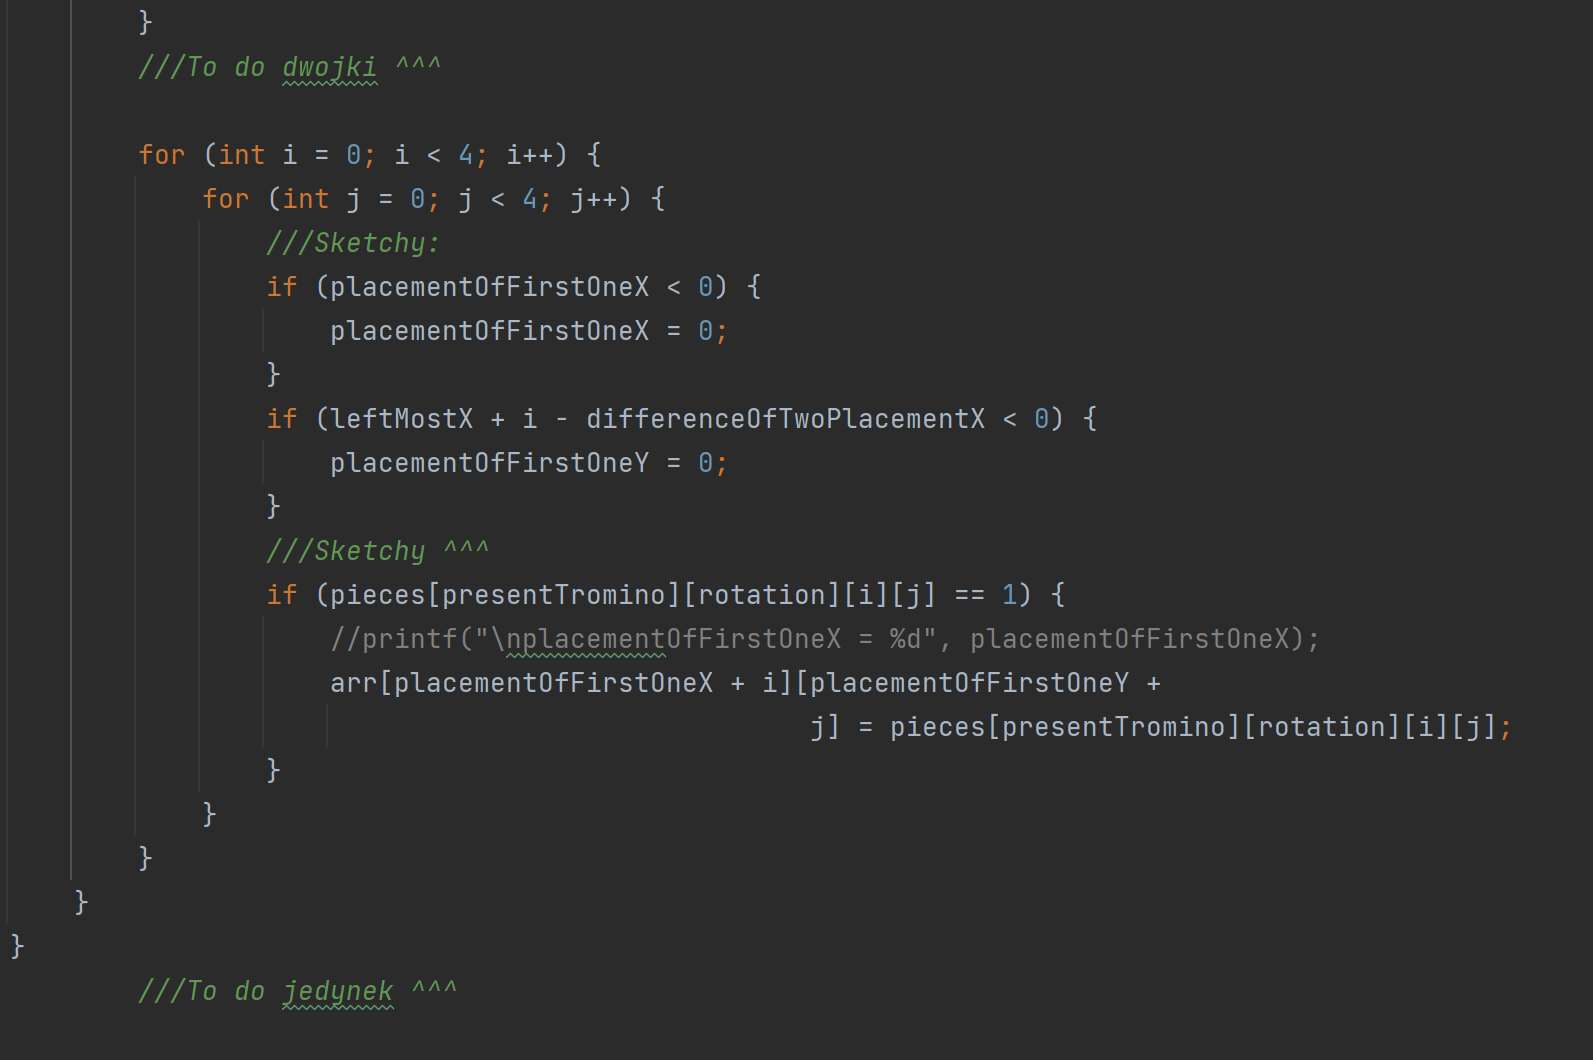 }
///To do dwojki ^^^
for (int i = 0; i < 4; i++) {
for (int j = 0; j < 4; j++) {
///Sketchy:
if (placementOfFirstOneX < 0) {
placementOfFirstOneX = 0;
}
if (leftMostX + i - differenceOfTwoPlacementX < 0) {
placementOfFirstOneY = 0;
}
///Sketchy ^^^
if (pieces[presentTromino][rotation][i][j] == 1) {
//printf("\nplacementOfFirstOneX = %d", placementOfFirstOneX);
arr[placementOfFirstOneX + i][placementOfFirstOneY +
j] = pieces[presentTromino][rotation][i][j];
}
}
}
}
}
///To do jedynek ^^^